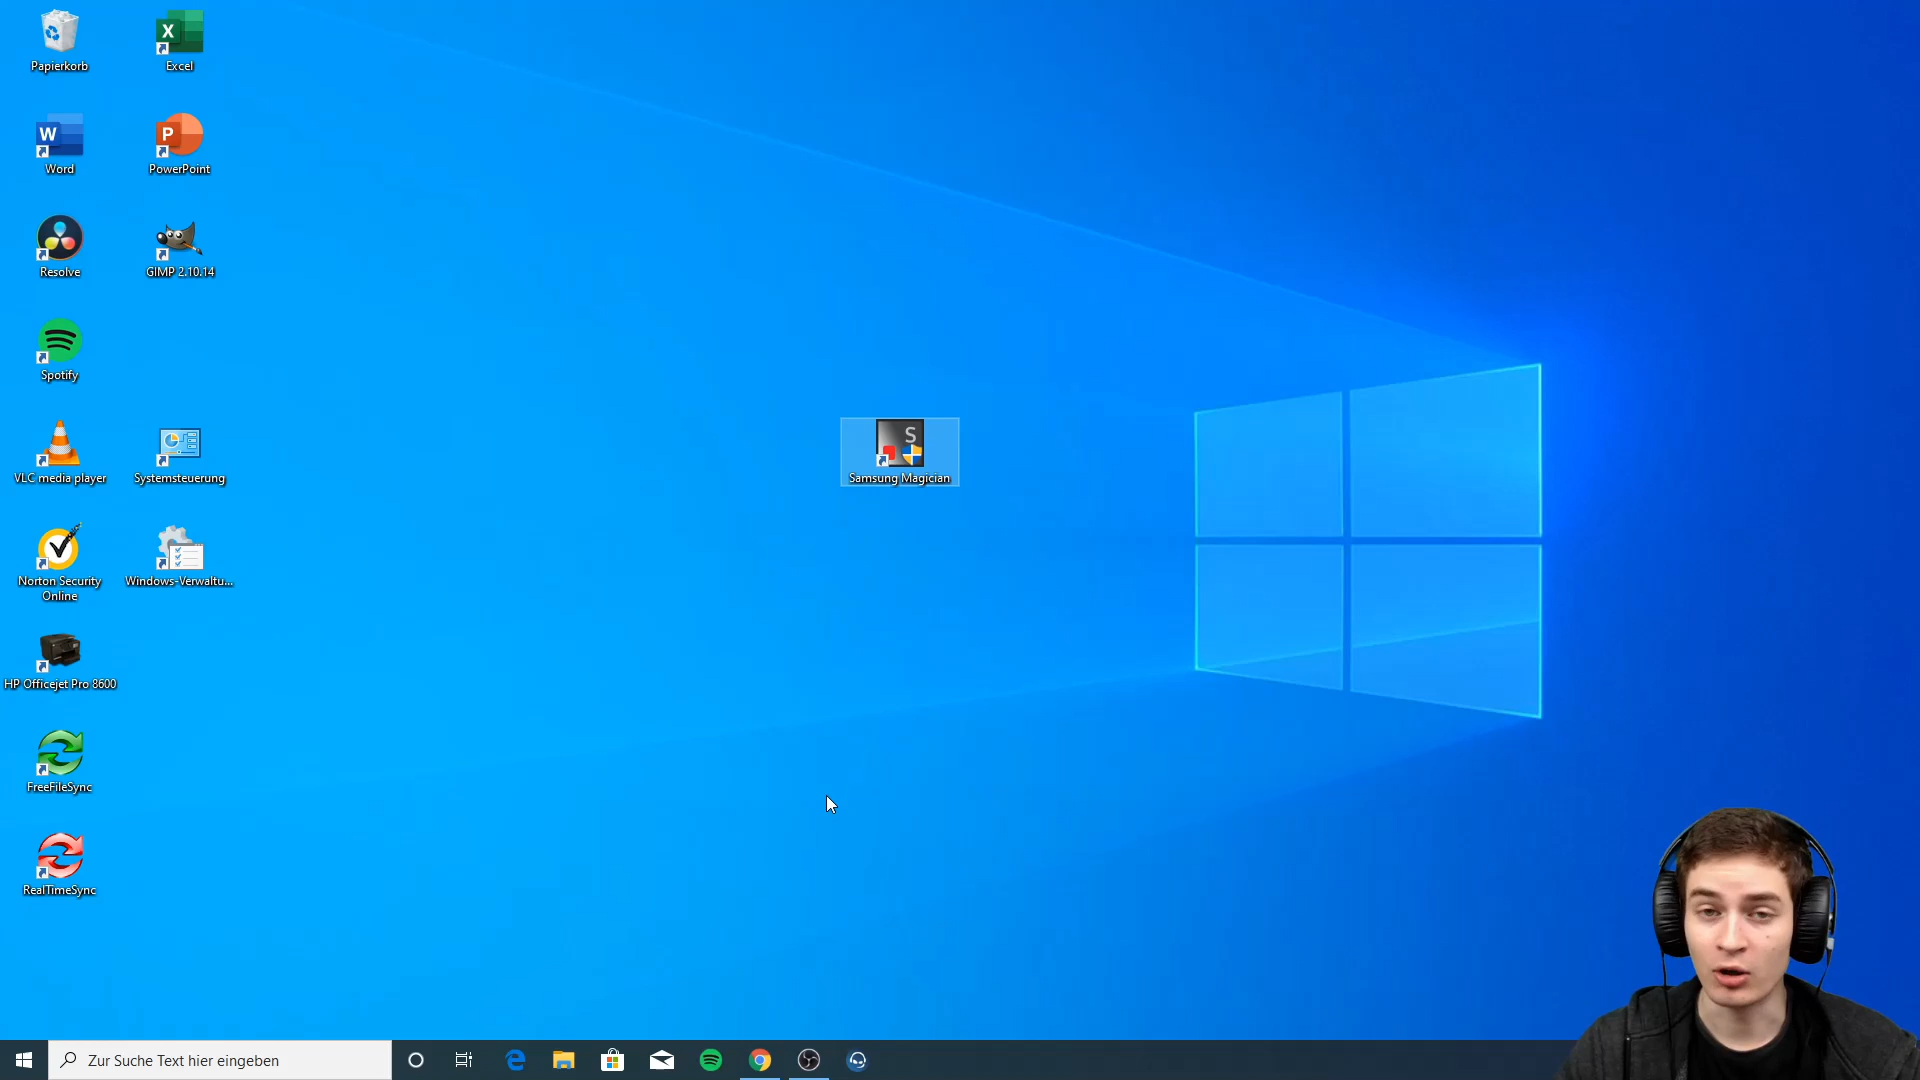 Papierkorb
Excel
Word
PowerPoint
Resolve
GIMP 2.10.14
Spotify
VLC media player
Systemsteuerung
Samsung Magician
Norton Security
Online
Windows-Verwaltu...
HP Officejet Pro 8600
FreeFileSync
RealTimeSync
Zur Suche Text hier eingeben